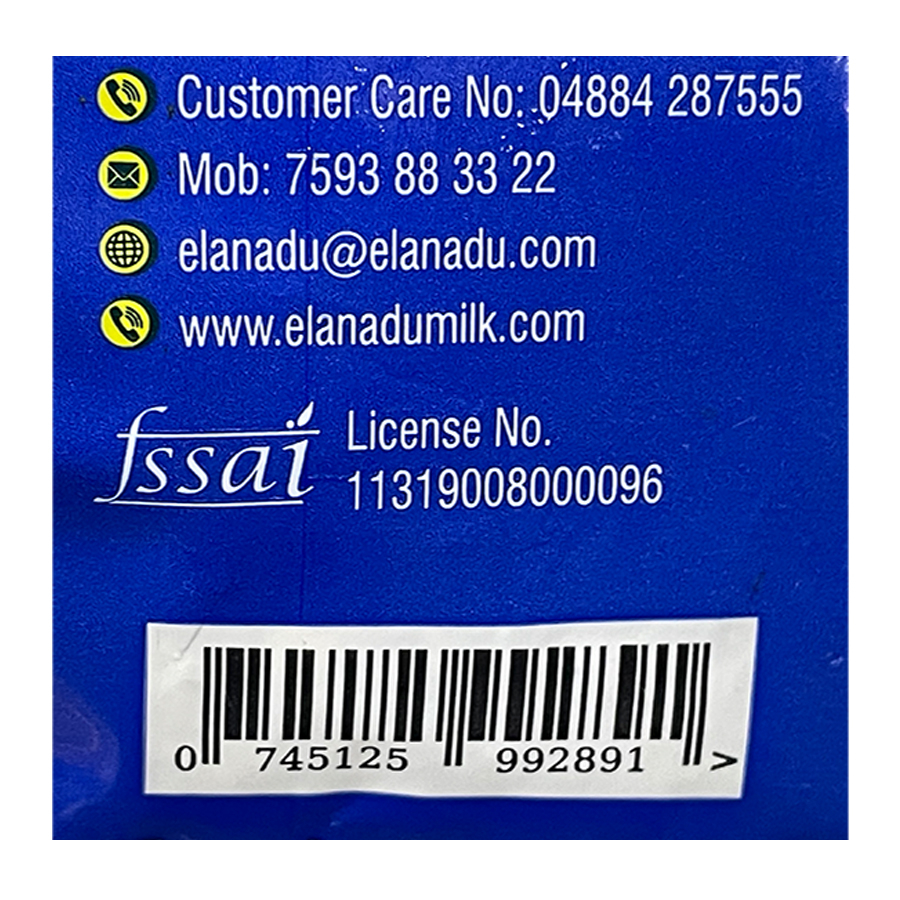 Customer Care No: 04884 287555
Mob: 7593 88 33 22
elanadu@elanadu.com
www.elanadumilk.com
fssai
License No.
11319008000096
0 745125 992891 >